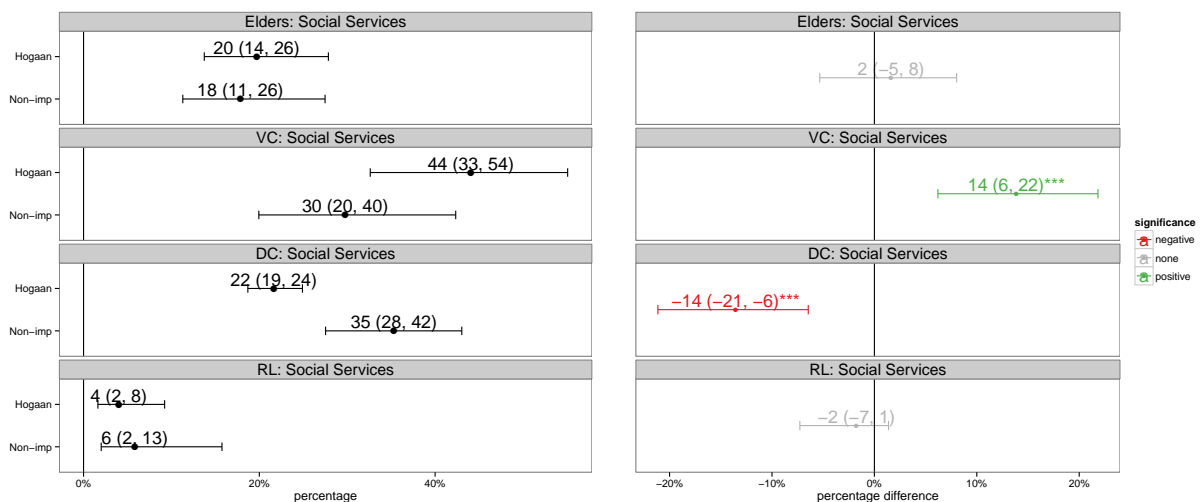 Elders: Social Services
Hogaan
20 (14, 26)
Non−imp
18 (11, 26)
VC: Social Services
Hogaan
44 (33, 54)
Non−imp
30 (20, 40)
DC: Social Services
Hogaan
22 (19, 24)
Non−imp
35 (28, 42)
RL: Social Services
Hogaan
4 (2, 8)
Non−imp
6 (2, 13)
0% 20% 40%
percentage
Elders: Social Services
2 (−5, 8)
VC: Social Services
14 (6, 22)***
DC: Social Services
−14 (−21, −6)***
RL: Social Services
−2 (−7, 1)
−20% −10% 0% 10% 20%
percentage difference
significance
a negative
a none
a positive